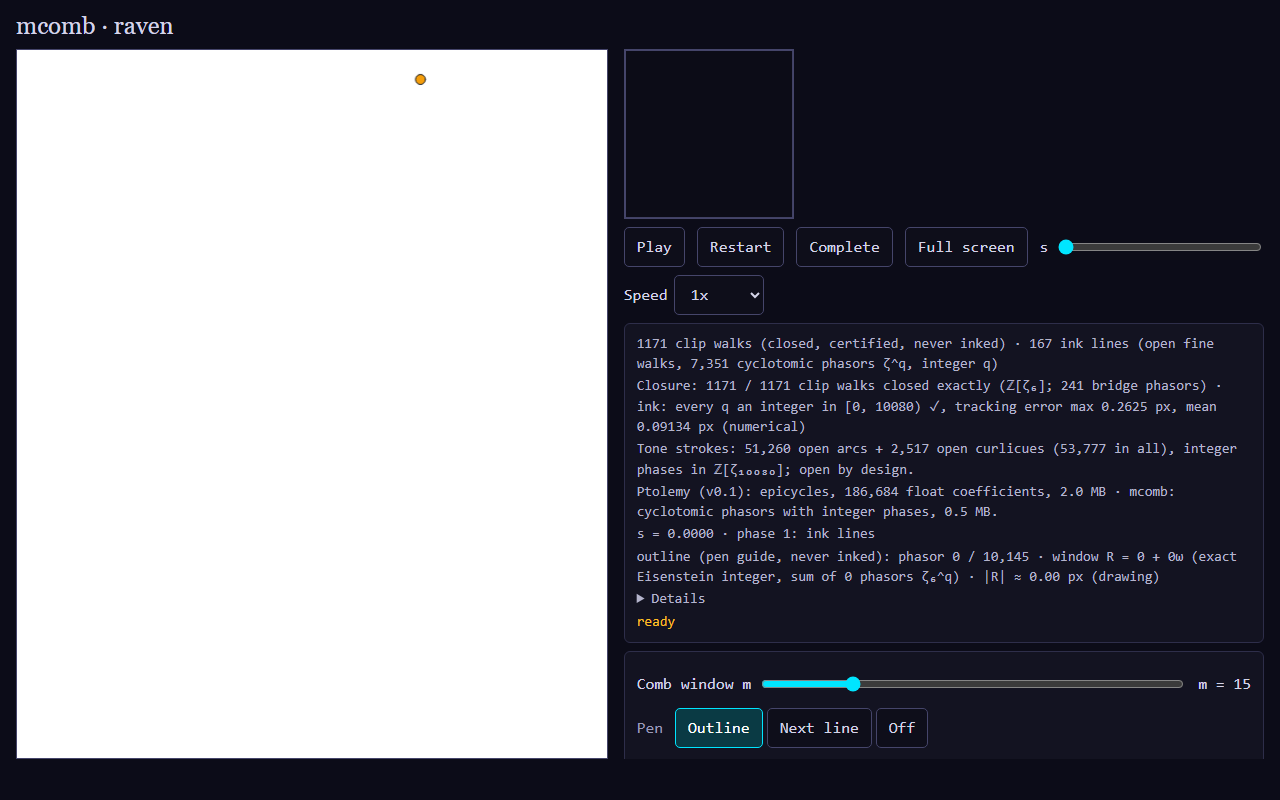 mcomb · raven
Play Restart Complete Full screen s
Speed 1x
1171 clip walks (closed, certified, never inked) · 167 ink lines (open fine
walks, 7,351 cyclotomic phasors ζ^q, integer q)
Closure: 1171 / 1171 clip walks closed exactly (ℤ[ζ₆]; 241 bridge phasors) ·
ink: every q an integer in [0, 10080) ✓, tracking error max 0.2625 px, mean
0.09134 px (numerical)
Tone strokes: 51,260 open arcs + 2,517 open curlicues (53,777 in all), integer
phases in ℤ[ζ₁₀₀₈₀]; open by design.
Ptolemy (v0.1): epicycles, 186,684 float coefficients, 2.0 MB · mcomb:
cyclotomic phasors with integer phases, 0.5 MB.
s = 0.0000 · phase 1: ink lines
outline (pen guide, never inked): phasor 0 / 10,145 · window R = 0 + 0ω (exact
Eisenstein integer, sum of 0 phasors ζ₆^q) · |R| ≈ 0.00 px (drawing)
▶ Details
ready
Comb window m m = 15
Pen Outline Next line Off